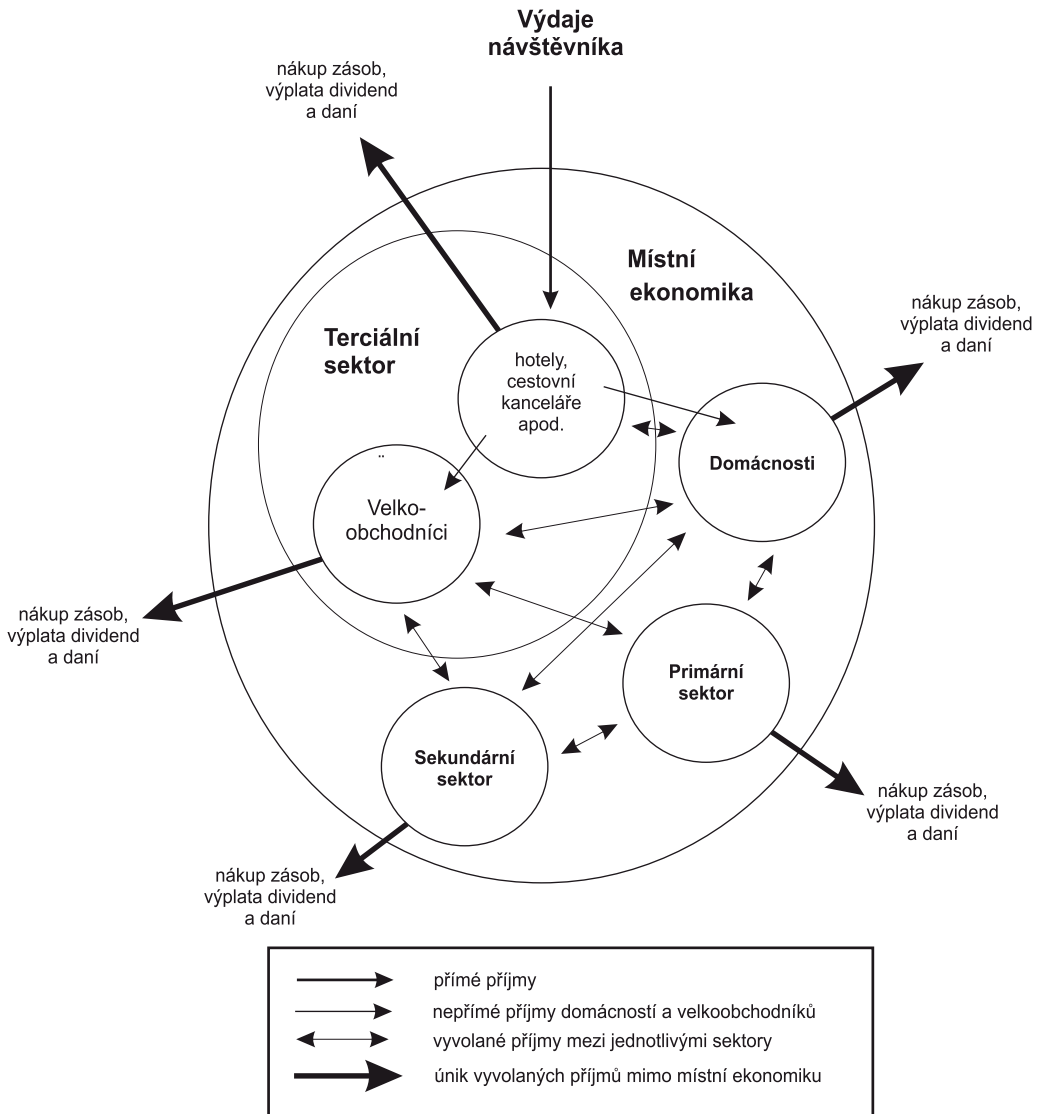 Výdaje
návštěvníka
nákup zásob,
výplata dividend
a daní
Místní
ekonomika
Terciální
sektor
hotely,
cestovní
kanceláře
apod.
nákup zásob,
výplata dividend
a daní
Domácnosti
Velko-
obchodníci
nákup zásob,
výplata dividend
a daní
Primární
sektor
Sekundární
sektor
nákup zásob,
výplata dividend
a daní
nákup zásob,
výplata dividend
a daní
přímé příjmy
nepřímé příjmy domácností a velkoobchodníků
vyvolané příjmy mezi jednotlivými sektory
únik vyvolaných příjmů mimo místní ekonomiku